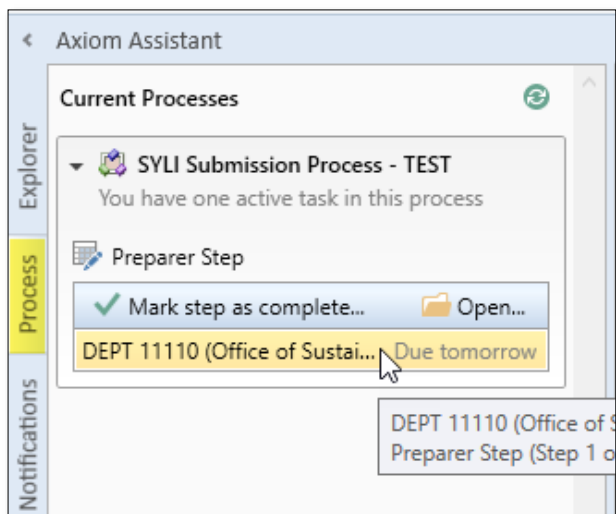 Axiom Assistant
Explorer
Process
Notifications
Current Processes
SYLI Submission Process - TEST
You have one active task in this process
Preparer Step
Mark step as complete... Open...
DEPT 11110 (Office of Sustai... Due tomorrow
DEPT 11110 (Office of
Preparer Step (Step 1